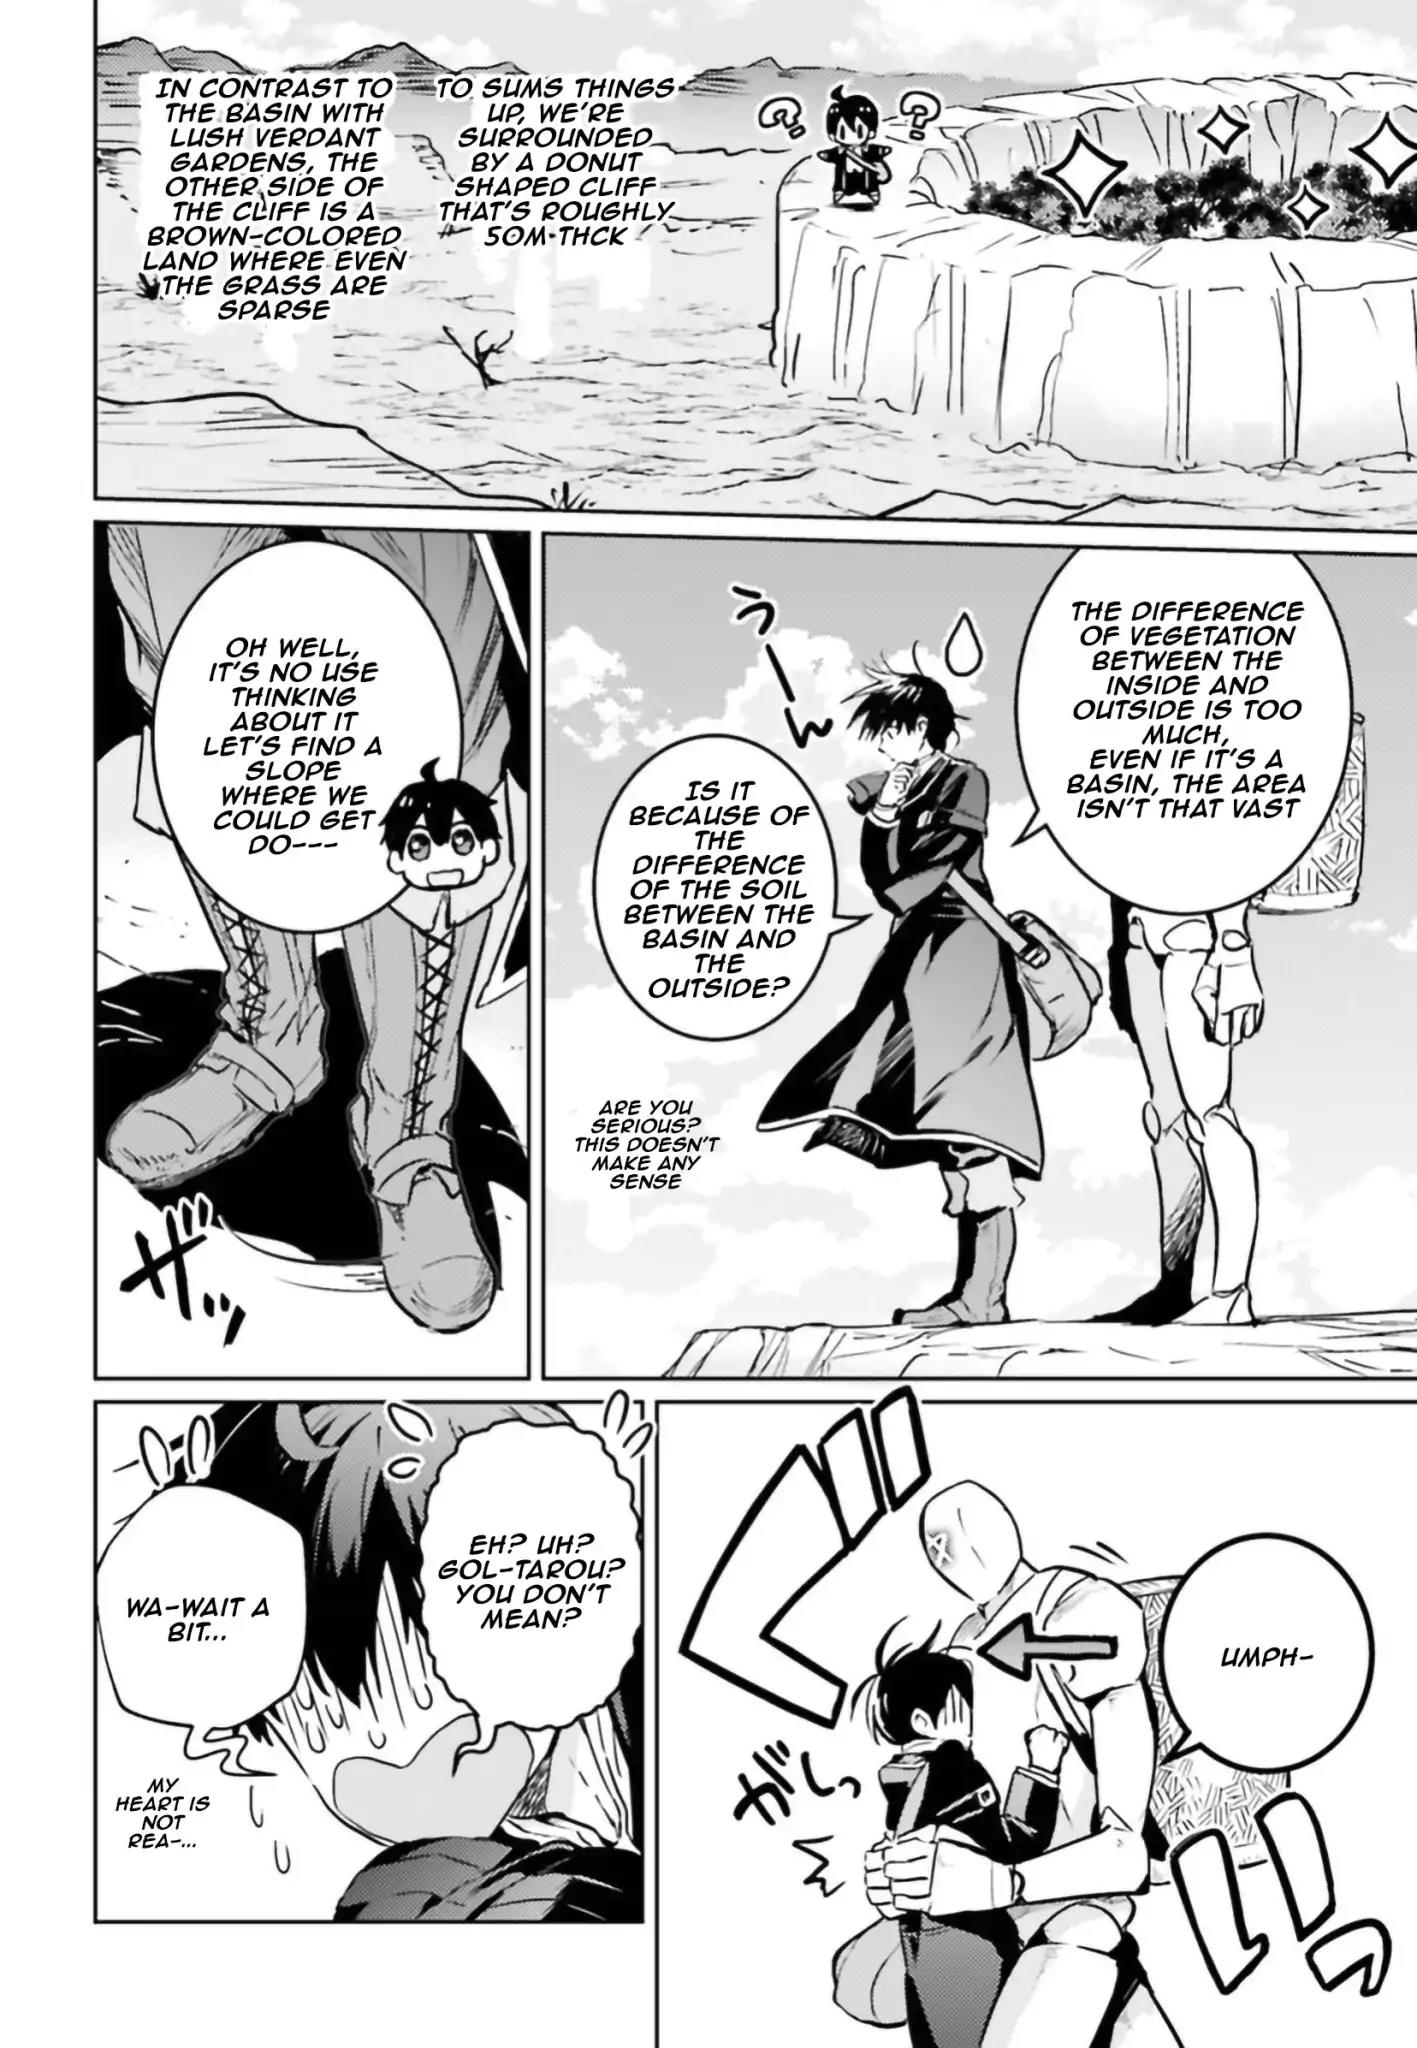 TO SUMS THINGS
UP, WE'RE
SURROUNDED
BY A DONUT
SHAPED CLIFF
THAT'S ROUGHLY
50M THCK
IN CONTRAST TO
THE BASIN WITH
LUSH VERDANT
GARDENS, THE
OTHER SIDE OF
THE CLIFF IS A
BROWN-COLORED
LAND WHERE EVEN
THE GRASS ARE
SPARSE
? ?
THE DIFFERENCE
OF VEGETATION
BETWEEN THE
INSIDE AND
OUTSIDE IS TOO
MUCH,
EVEN IF IT'S A
BASIN, THE AREA
ISN'T THAT VAST
うーん
IS IT
BECAUSE OF
THE
DIFFERENCE
OF THE SOIL
BETWEEN THE
BASIN AND
THE
OUTSIDE?
ARE YOU
SERIOUS?
THIS DOESN'T
MAKE ANY
SENSE
OH WELL,
IT'S NO USE
THINKING
ABOUT IT
LET'S FIND A
SLOPE
WHERE WE
COULD GET
DO---
ザッ
UMPH-
ひょいっ
がしっ
EH? UH?
GOL-TAROU?
YOU DON'T
MEAN?
WA-WAIT A
BIT...
MY
HEART IS
NOT
REA-...